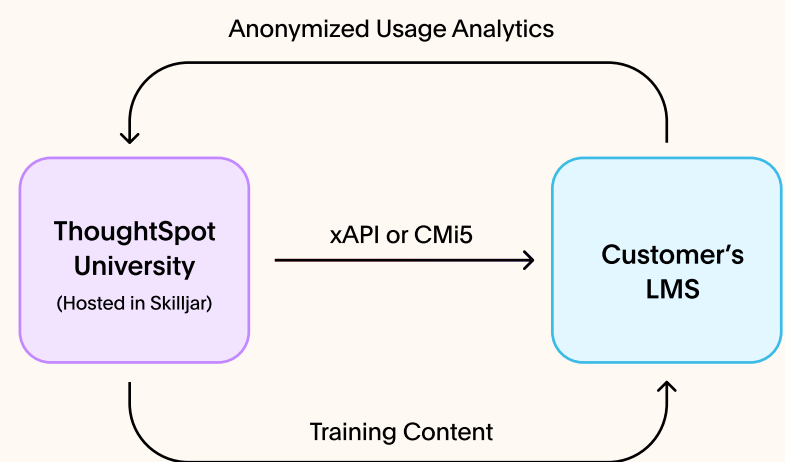 Anonymized Usage Analytics
ThoughtSpot
University
(Hosted in Skilljar)
xAPI or CMi5
Customer’s
LMS
Training Content